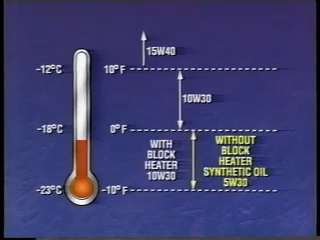 15W40
-12°C 10°F
10W30
-18°C 0°F
WITH
BLOCK
HEATER
10W30
WITHOUT
BLOCK
HEATER
SYNTHETIC OIL
5W30
-23°C -10°F